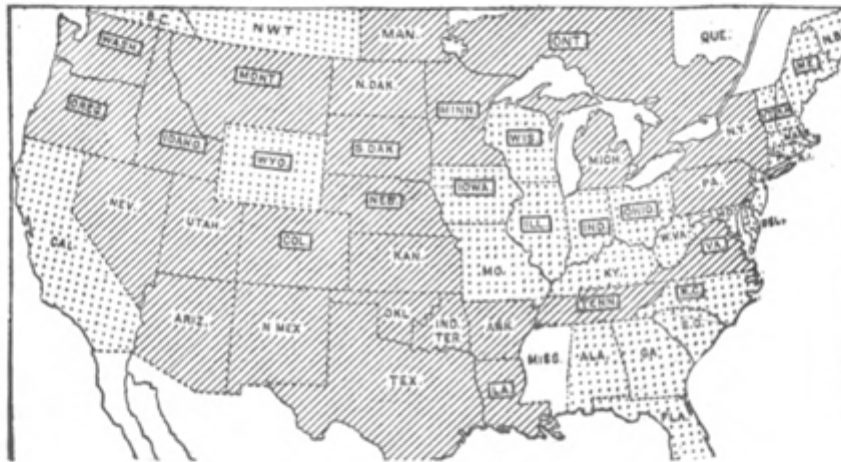 B.C.
N.W.T.
MAN.
ONT.
QUE.
N.B.
WASH.
MONT.
N.DAK.
MINN.
ME.
OREG.
IDAHO.
WYO.
S.DAK.
WIS.
MICH.
N.Y.
NEB.
IOWA
PA.
NEV.
UTAH.
COL.
ILL.
IND.
OHIO
DEL.
CAL.
KAN.
MO.
W.VA.
VA.
KY.
ARIZ.
N MEX
OKL.
IND.
TER
ARK.
TENN.
N.C.
S.C.
TEX.
LA
MISS.
ALA.
GA.
FLA.